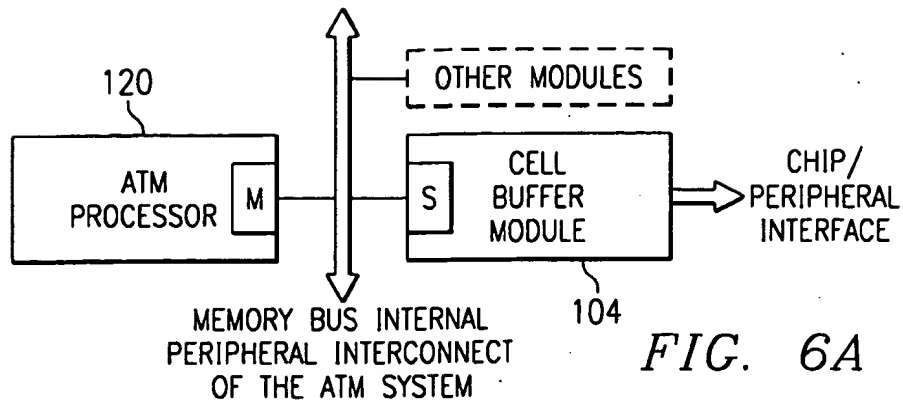 120
OTHER MODULES
ATM
PROCESSOR
M
S
CELL
BUFFER
MODULE
CHIP/
PERIPHERAL
INTERFACE
104
MEMORY BUS INTERNAL
PERIPHERAL INTERCONNECT
OF THE ATM SYSTEM
FIG. 6A